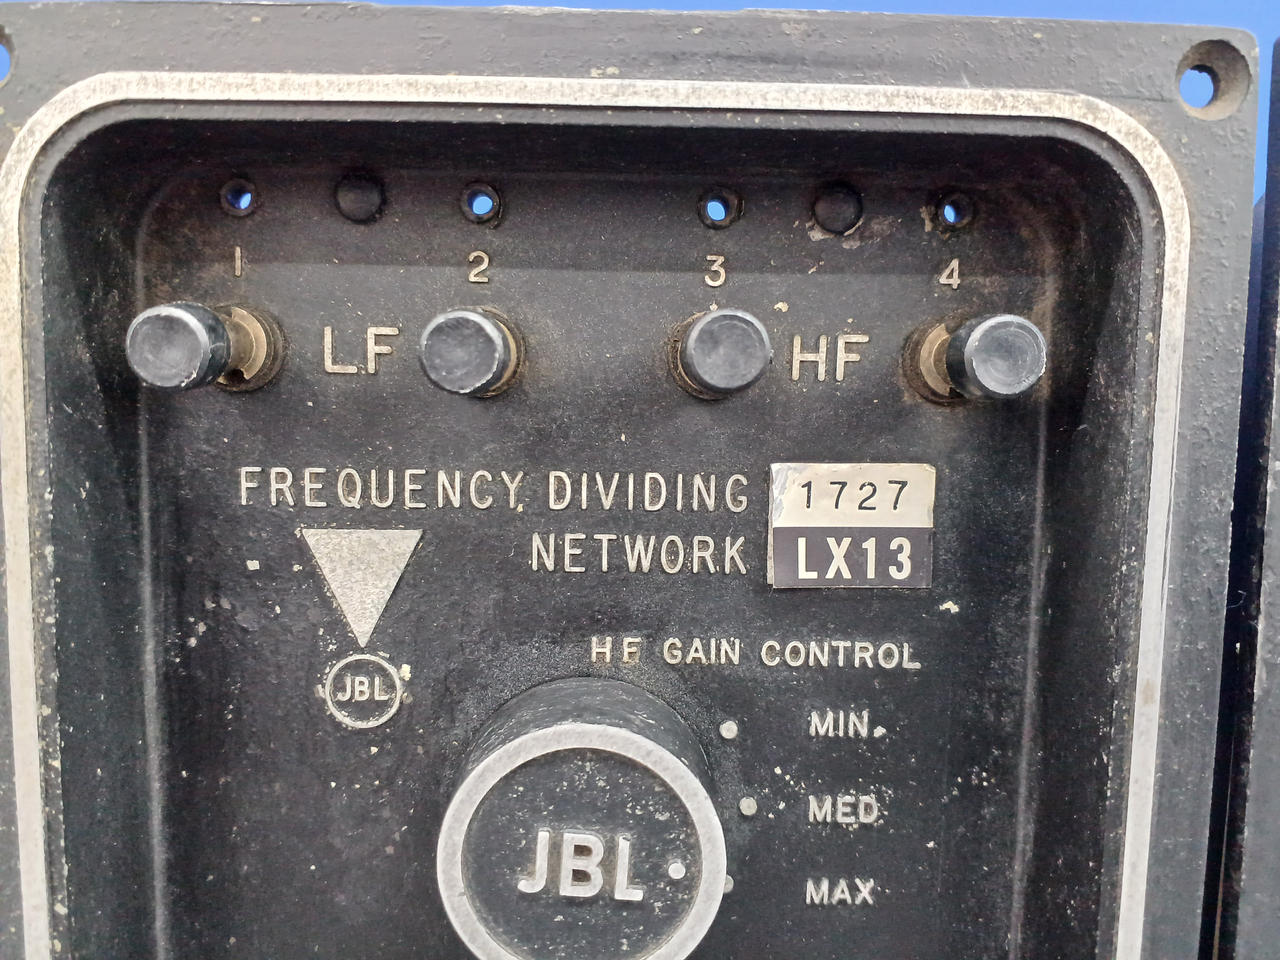 1 2 3 4
LF HF
FREQUENCY DIVIDING
NETWORK
1727
LX13
JBL
HF GAIN CONTROL
MIN.
MED.
MAX
JBL